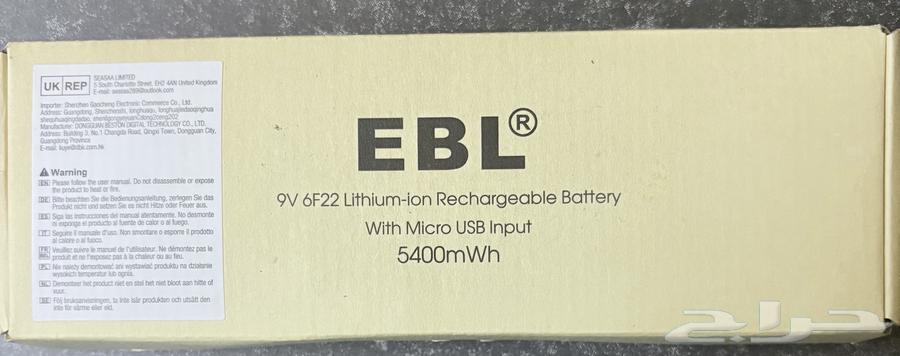 UK REP
SEASAA LIMITED
5 South Charlotte Street, EH2 4AN United Kingdom
E-mail: seasaa289@outlook.com
Importer: Shenzhen Gaocheng Electronic Commerce Co., Ltd.
Address: Guangdong, Shenzhenshi, longhuaqu, longhuajiedaoqinghua
Manufacture: DONGGUAN BESTON DIGITAL TECHNOLOGY CO., LTD.
Address: Building 3, No.1 Changda Road, Qingxi Town, Dongguan City,
Guangdong Province
E-mail:
Warning
EN Please follow the user manual. Do not disassemble or expose
the product to heat or fire.
DE Bitte beachten Sie die Bedienungsanleitung, zerlegen Sie das
Produkt nicht und setzen Sie es nicht Hitze oder Feuer aus.
ES Siga las instrucciones del manual atentamente. No desmonte
ni exponga el producto al fuente de calor o al fuego.
IT Seguire il manuale d'uso. Non smontare o esporre il prodotto
al calore o al fuoco.
FR Veuillez suivre le manuel de l'utilisateur. Ne démontez pas le
produit et ne l'exposez pas à la chaleur ou au feu.
PL Nie należy demontować ani wystawiać produktu na działanie
wysokich temperatur lub ognia.
NL Demonteer het product niet en stel het niet bloot aan hitte of
vuur.
SE Följ bruksanvisningen, ta inte isär produkten och utsätt den
inte för värme eller eld.
EBL®
9V 6F22 Lithium-ion Rechargeable Battery
With Micro USB Input
5400mWh
حراج